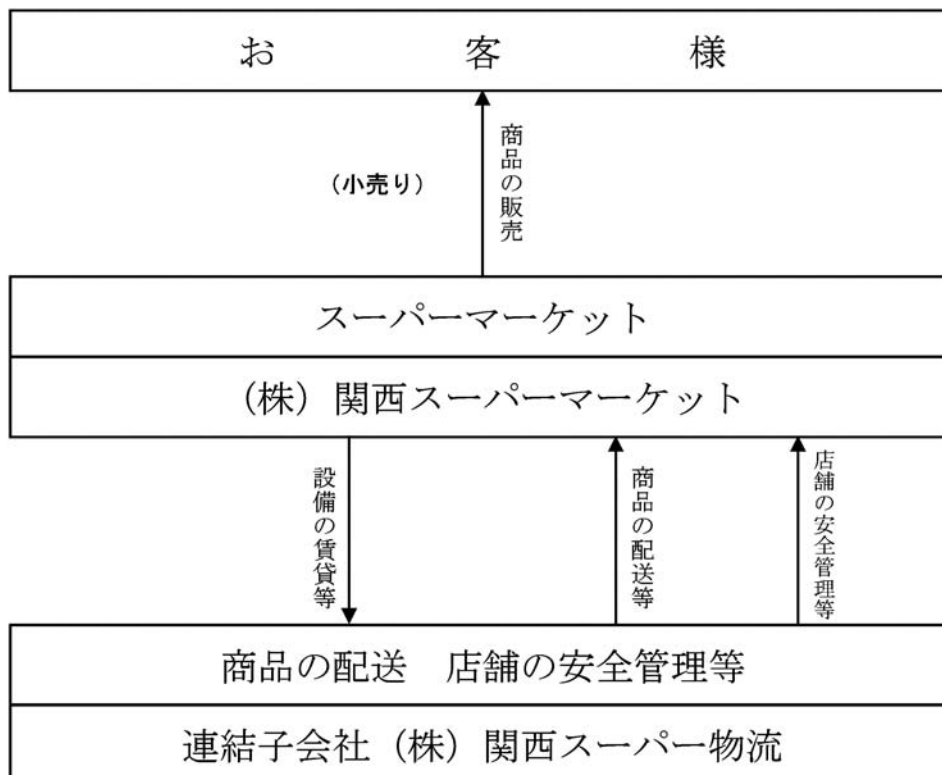 お客様
(小売り)
商品の販売
スーパーマーケット
(株)関西スーパーマーケット
設備の賃貸等
商品の配送等
店舗の安全管理等
商品の配送　店舗の安全管理等
連結子会社(株)関西スーパー物流